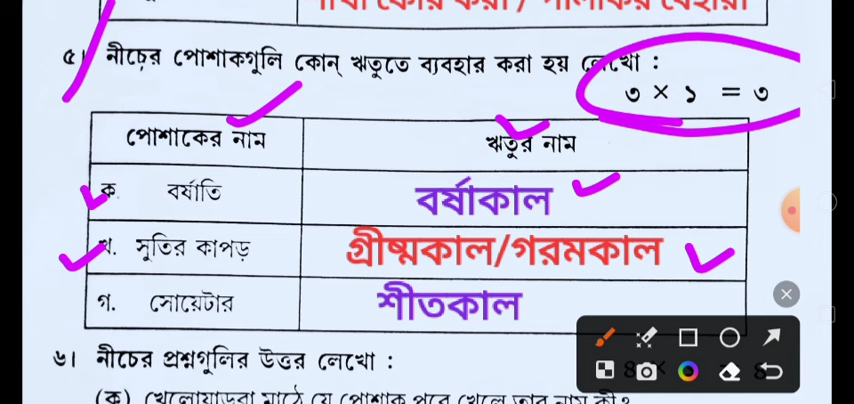 ৫। নীচের পোশাকগুলি কোন্ ঋতুতে ব্যবহার করা হয় লেখো :
৩ × ১ = ৩
পোশাকের নাম ঋতুর নাম
ক. বর্ষাতি বর্ষাকাল
খ. সুতির কাপড় গ্রীষ্মকাল/গরমকাল
গ. সোয়েটার শীতকাল
৬। নীচের প্রশ্নগুলির উত্তর লেখো :
(ক) খেলোয়াড়রা মাঠে যে পোশাক পরে খেলে তার নাম কী?